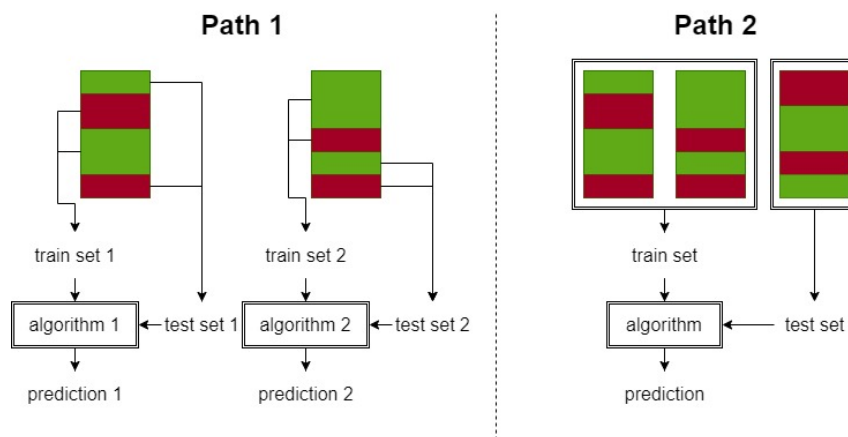 Path 1
Path 2
train set 1
train set 2
train set
algorithm 1
test set 1
algorithm 2
test set 2
algorithm
test set
prediction 1
prediction 2
prediction